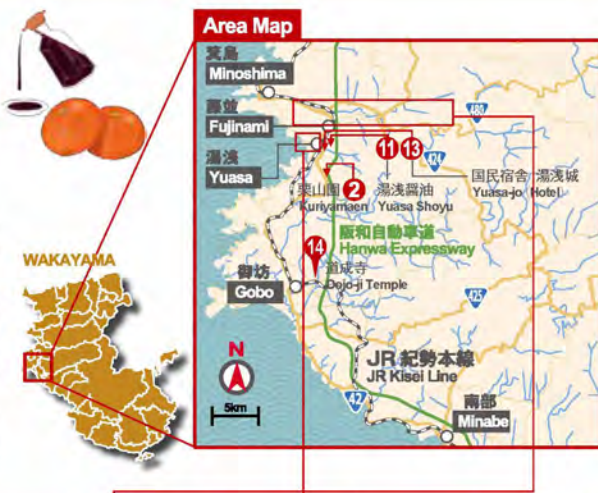 Area Map
箕島
Minoshima
藤並
Fujinami
湯浅
Yuasa
480
11
13
424
栗山園
Kuriyamaen
2
湯浅醤油
Yuasa Shoyu
国民宿舎 湯浅城
Yuasa-jo Hotel
阪和自動車道
Hanwa Expressway
14
道成寺
Dojo-ji Temple
御坊
Gobo
425
WAKAYAMA
N
5km
JR 紀勢本線
JR Kisei Line
42
南部
Minabe